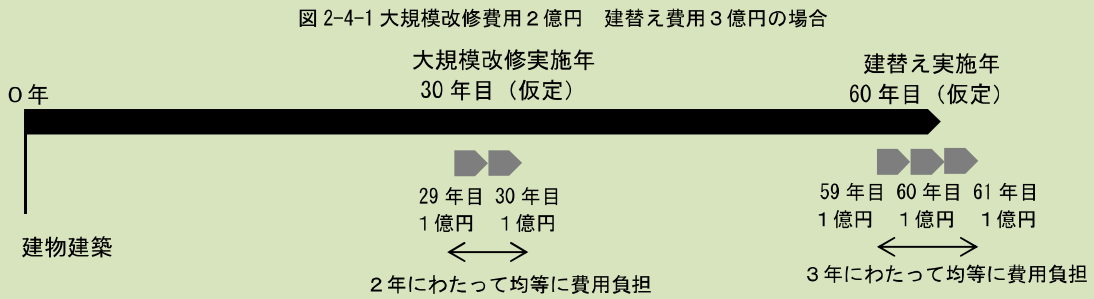 図 2-4-1 大規模改修費用２億円　建替え費用３億円の場合
大規模改修実施年
30 年目（仮定）
建替え実施年
60 年目（仮定）
０年
29 年目 30 年目
１億円 １億円
59 年目 60 年目 61 年目
１億円 １億円 １億円
建物建築
２年にわたって均等に費用負担
３年にわたって均等に費用負担